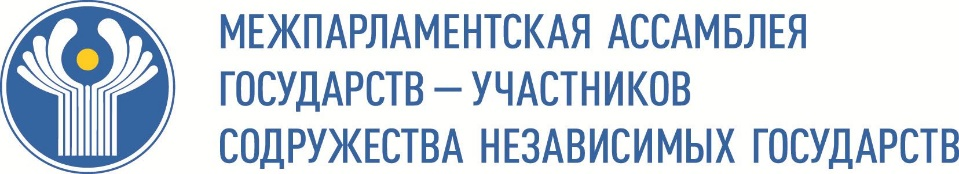 МЕЖПАРЛАМЕНТСКАЯ АССАМБЛЕЯ
ГОСУДАРСТВ – УЧАСТНИКОВ
СОДРУЖЕСТВА НЕЗАВИСИМЫХ ГОСУДАРСТВ